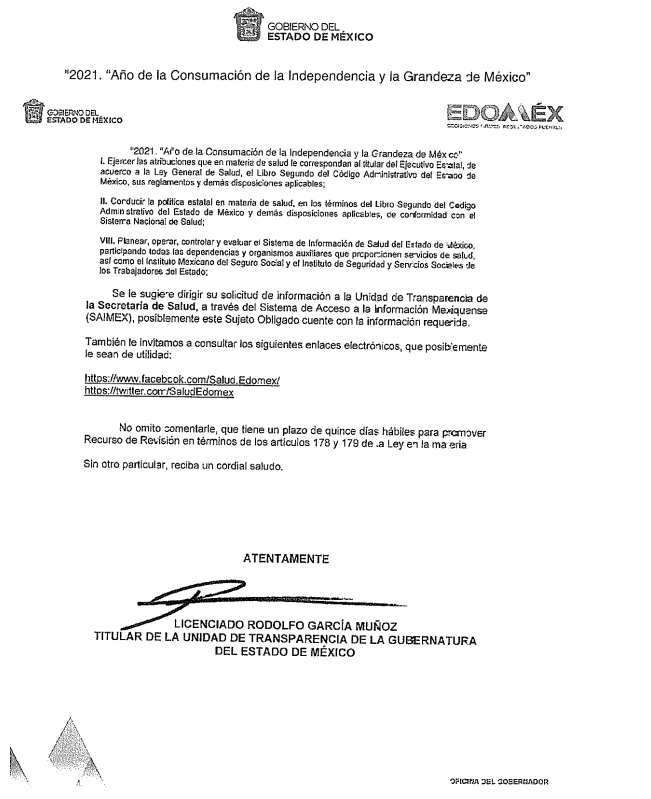 GOBIERNO DEL
ESTADO DE MÉXICO
"2021. "Año de la Consumación de la Independencia y la Grandeza de México"
GOBIERNO DEL
ESTADO DE MÉXICO
EDOMÉX
DECISIONES FIRMES, RESULTADOS FUERTES.
"2021. "Año de la Consumación de la Independencia y la Grandeza de México"
I. Ejercer las atribuciones que en materia de salud le correspondan al titular del Ejecutivo Estatal, de
acuerco a la Ley General de Salud, el Libro Segundo del Código Administrativo del Estado de
México, sus reglamentos y demás disposiciones aplicables;
II. Conducir la política estatal en materia de salud, en los términos del Libro Segundo del Código
Administrativo del Estado de México y demás disposiciones aplicables, de conformidad con el
Sistema Nacional de Salud;
VIII. Planear, operar, controlar y evaluar el Sistema de Información de Salud del Estado de México,
participando todas las dependencias y organismos auxiliares que proporcionen servicios de salud,
así como el Instituto Mexicano del Seguro Social y el Instituto de Seguridad y Servicios Sociales de
los Trabajadores del Estado;
Se le sugiere dirigir su solicitud de información a la Unidad de Transparencia de
la Secretaría de Salud, a través del Sistema de Acceso a la Información Mexiquense
(SAIMEX), posiblemente este Sujeto Obligado cuente con la información requerida.
También le invitamos a consultar los siguientes enlaces electrónicos, que posiblemente
le sean de utilidad:
https://www.facebook.com/Salud.Edomex/
https://twitter.com/SaludEdomex
No omito comentarle, que tiene un plazo de quince días hábiles para promover
Recurso de Revisión en términos de los artículos 178 y 179 de la Ley en la materia.
Sin otro particular, reciba un cordial saludo.
ATENTAMENTE
LICENCIADO RODOLFO GARCÍA MUÑOZ
TITULAR DE LA UNIDAD DE TRANSPARENCIA DE LA GUBERNATURA
DEL ESTADO DE MÉXICO
OFICINA DEL GOBERNADOR